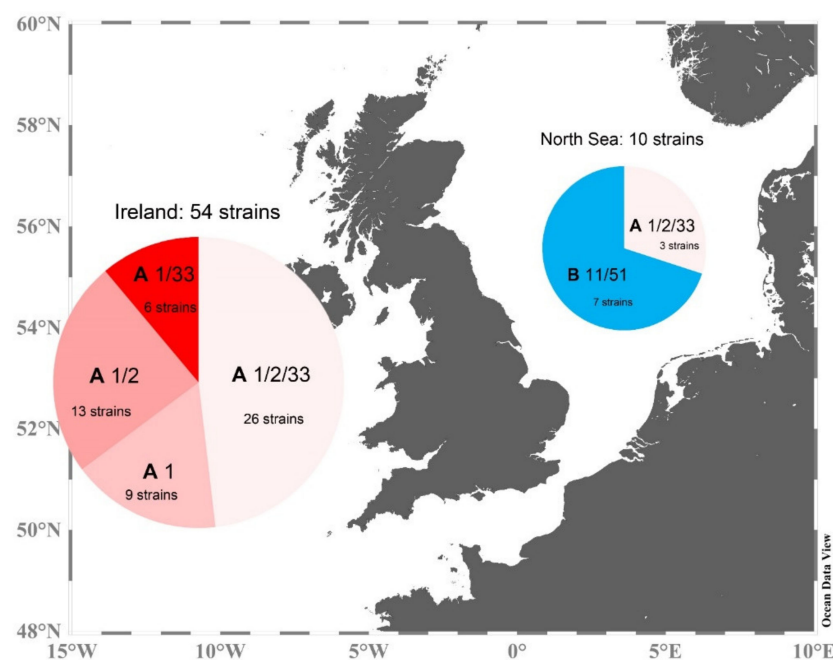 60°N
58°N
56°N
54°N
52°N
50°N
48°N
15°W
10°W
5°W
0°
5°E
10°E
North Sea: 10 strains
A 1/2/33
3 strains
B 11/51
7 strains
Ireland: 54 strains
A 1/33
6 strains
A 1/2
13 strains
A 1/2/33
26 strains
A 1
9 strains
Ocean Data View